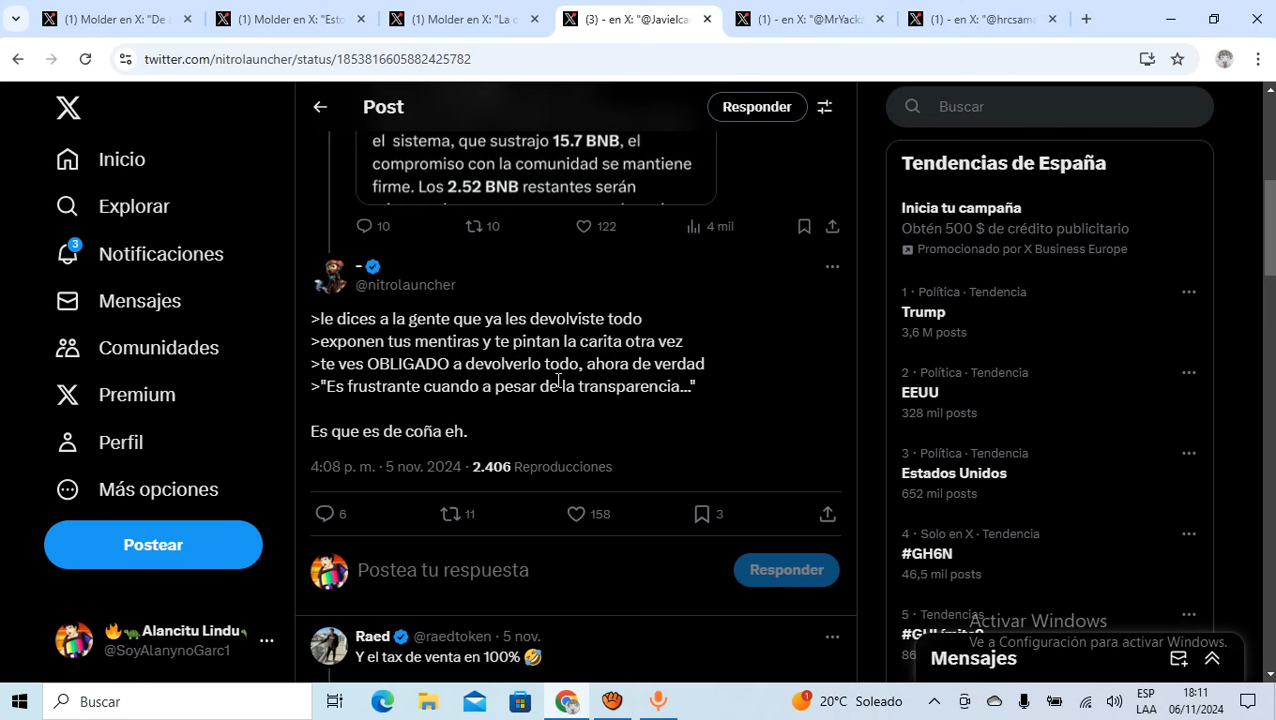 (1) Molder en X: "De a
(1) Molder en X: "Esto
(1) Molder en X: "La c
(3) - en X: "@Javielca
(1) - en X: "@MrYack
(1) - en X: "@hrcsama
twitter.com/nitrolauncher/status/1853816605882425782
Inicio
Explorar
3
Notificaciones
Mensajes
Comunidades
Premium
Perfil
Más opciones
Postear
🔥🐢Alancitu Lindu
@SoyAlanynoGarc1
Post
Responder
el sistema, que sustrajo 15.7 BNB, el
compromiso con la comunidad se mantiene
firme. Los 2.52 BNB restantes serán
10 10 122 4 mil
-
@nitrolauncher
>le dices a la gente que ya les devolviste todo
>exponen tus mentiras y te pintan la carita otra vez
>te ves OBLIGADO a devolverlo todo, ahora de verdad
>"Es frustrante cuando a pesar de la transparencia..."
Es que es de coña eh.
4:08 p. m. · 5 nov. 2024 · 2.406 Reproducciones
6 11 158 3
Postea tu respuesta
Responder
Raed @raedtoken · 5 nov.
Y el tax de venta en 100% 🤣
Buscar
Tendencias de España
Inicia tu campaña
Obtén 500 $ de crédito publicitario
Promocionado por X Business Europe
1 · Política · Tendencia
Trump
3,6 M posts
2 · Política · Tendencia
EEUU
328 mil posts
3 · Política · Tendencia
Estados Unidos
652 mil posts
4 · Solo en X · Tendencia
#GH6N
46,5 mil posts
5 · Tendencias
Activar Windows
Ve a Configuración para activar Windows.
Mensajes
Buscar
1
20°C Soleado
ESP
LAA
18:11
06/11/2024